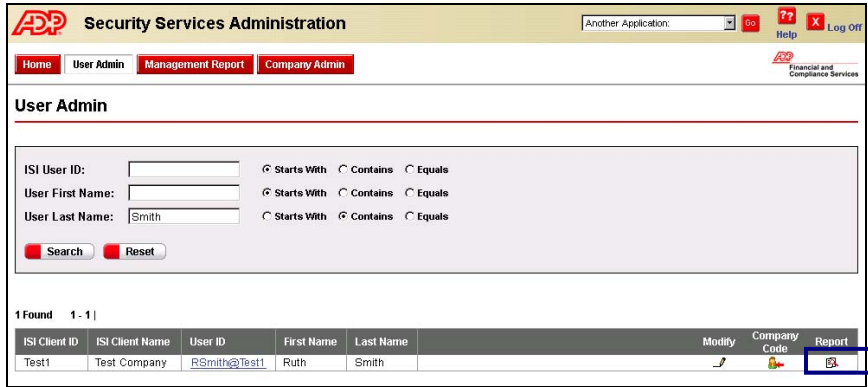 ADP Security Services Administration Another Application: Go ?? Help X Log Off
Home User Admin Management Report Company Admin ADP Financial and
Compliance Services
User Admin
ISI User ID: Starts With Contains Equals
User First Name: Starts With Contains Equals
User Last Name: Smith Starts With Contains Equals
Search Reset
1 Found 1 - 1 |
ISI Client ID ISI Client Name User ID First Name Last Name Modify Company Code Report
Test1 Test Company RSmith@Test1 Ruth Smith